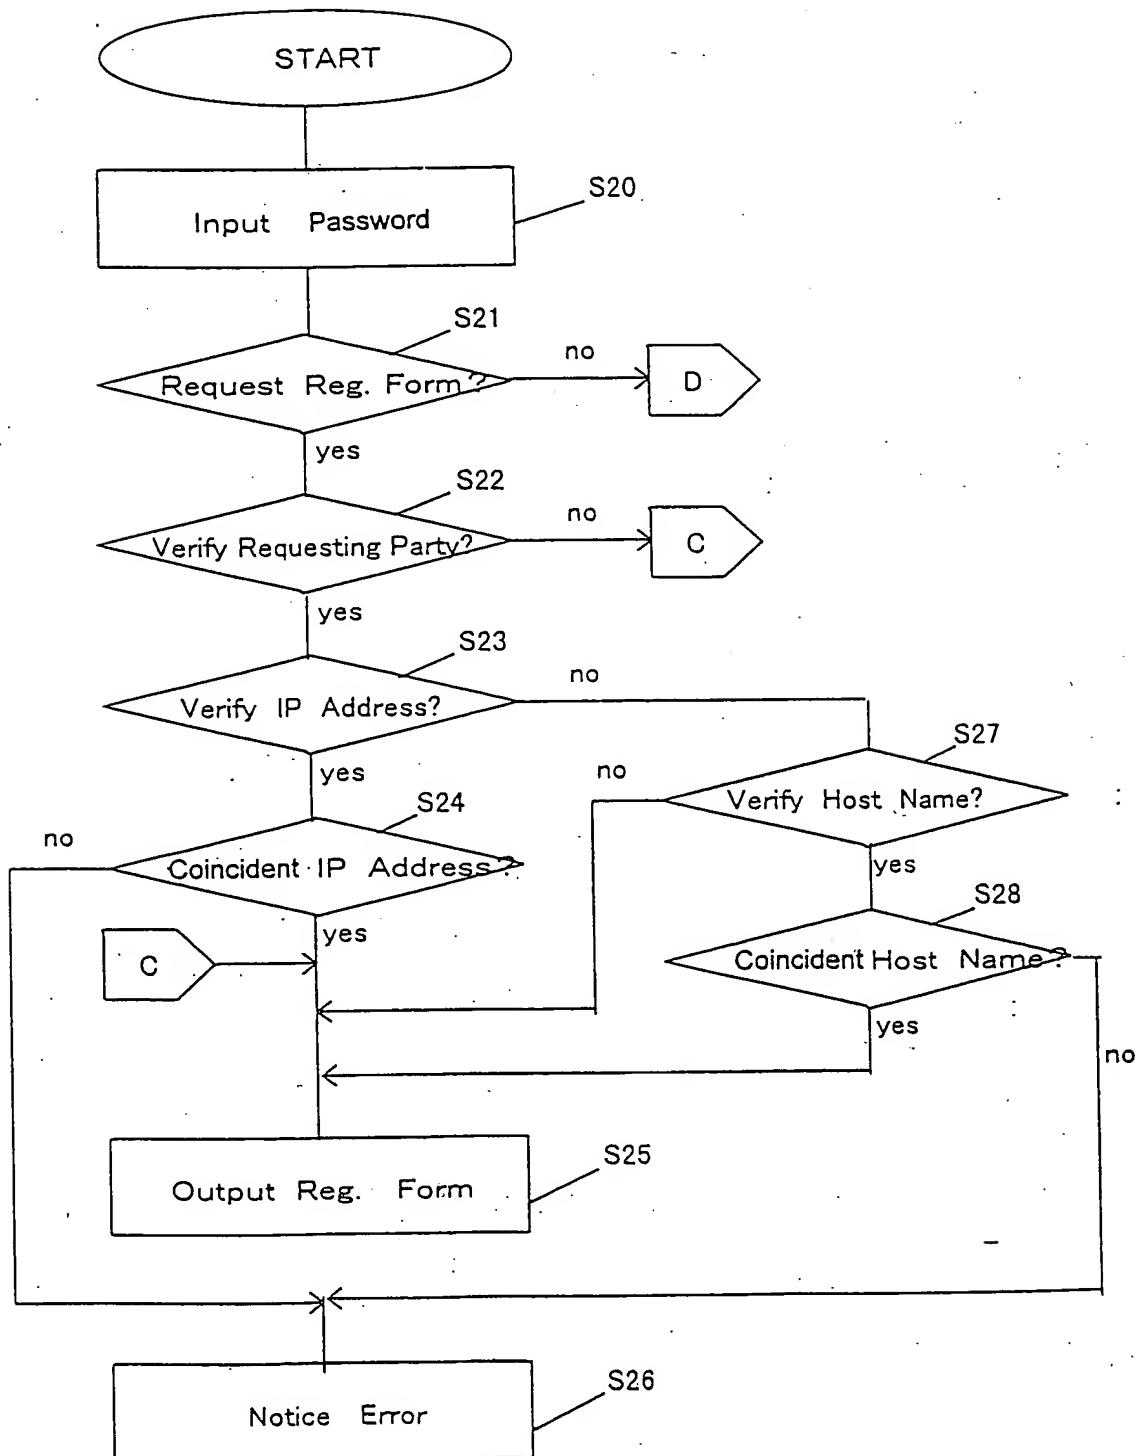 START
Input Password
S20
S21
Request Reg. Form?
no
D
yes
S22
Verify Requesting Party?
no
C
yes
S23
Verify IP Address?
no
yes
S27
Verify Host Name?
no
yes
S24
Coincident IP Address?
no
yes
S28
Coincident Host Name?
yes
no
C
Output Reg. Form
S25
Notice Error
S26